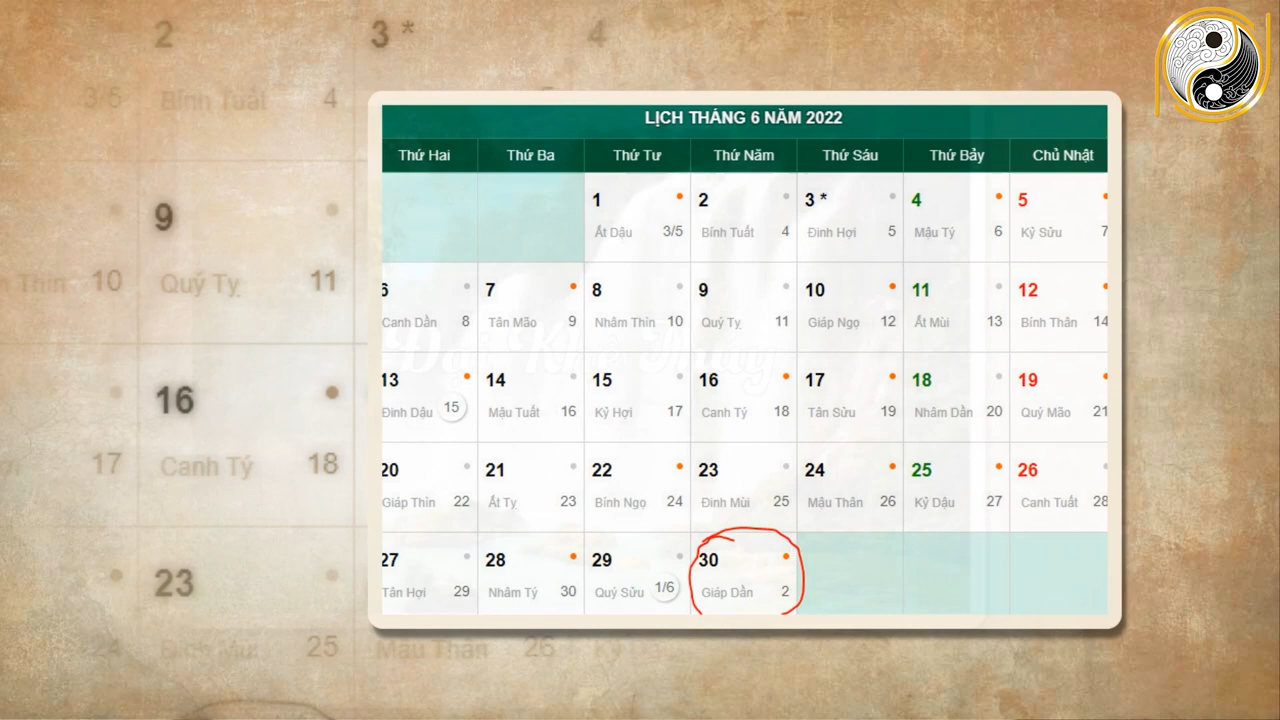 2 3 * 4
3/5 Bính Tuất 4 5
9
Thìn 10 Quý Tỵ 11
16
17 Canh Tý 18
23
24 Đinh Mùi 25 Mậu Thân 26 Kỷ Dậu
LỊCH THÁNG 6 NĂM 2022
Thứ Hai Thứ Ba Thứ Tư Thứ Năm Thứ Sáu Thứ Bảy Chủ Nhật
1 2 3 * 4 5
Ất Dậu 3/5 Bính Tuất 4 Đinh Hợi 5 Mậu Tý 6 Kỷ Sửu 7
6 7 8 9 10 11 12
Canh Dần 8 Tân Mão 9 Nhâm Thìn 10 Quý Tỵ 11 Giáp Ngọ 12 Ất Mùi 13 Bính Thân 14
13 14 15 16 17 18 19
Đinh Dậu 15 Mậu Tuất 16 Kỷ Hợi 17 Canh Tý 18 Tân Sửu 19 Nhâm Dần 20 Quý Mão 21
20 21 22 23 24 25 26
Giáp Thìn 22 Ất Tỵ 23 Bính Ngọ 24 Đinh Mùi 25 Mậu Thân 26 Kỷ Dậu 27 Canh Tuất 28
27 28 29 30
Tân Hợi 29 Nhâm Tý 30 Quý Sửu 1/6 Giáp Dần 2